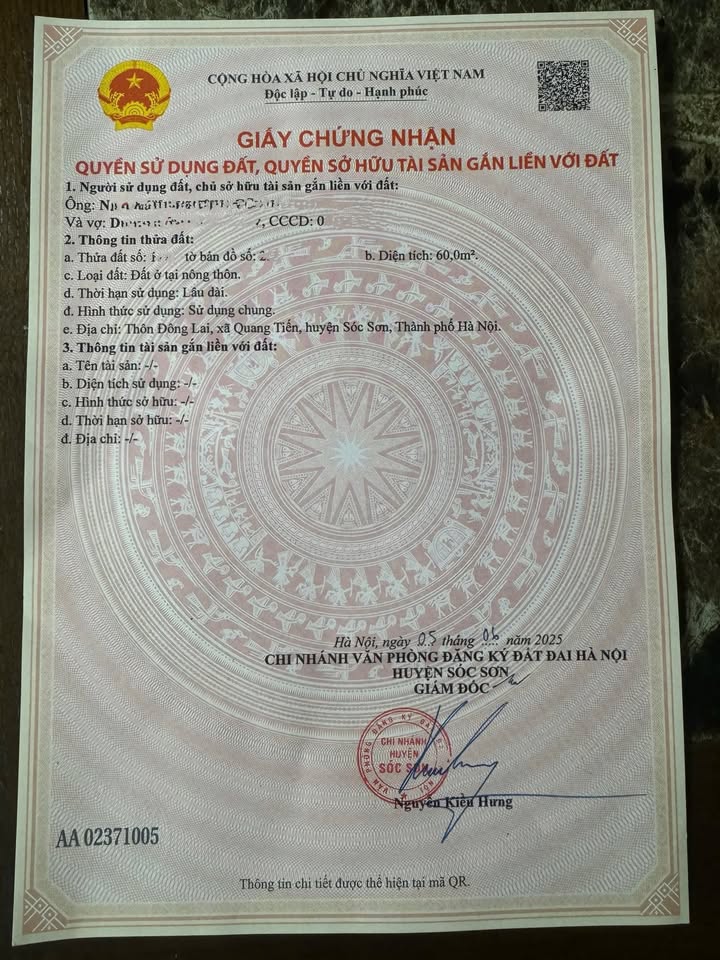 CỘNG HÒA XÃ HỘI CHỦ NGHĨA VIỆT NAM
Độc lập - Tự do - Hạnh phúc
GIẤY CHỨNG NHẬN
QUYỀN SỬ DỤNG ĐẤT, QUYỀN SỞ HỮU TÀI SẢN GẮN LIỀN VỚI ĐẤT
1. Người sử dụng đất, chủ sở hữu tài sản gắn liền với đất:
Ông:
Và vợ: , CCCD: 0
2. Thông tin thửa đất:
a. Thửa đất số: tờ bản đồ số: b. Diện tích: 60,0m².
c. Loại đất: Đất ở tại nông thôn.
d. Thời hạn sử dụng: Lâu dài.
đ. Hình thức sử dụng: Sử dụng chung.
e. Địa chỉ: Thôn Đông Lai, xã Quang Tiến, huyện Sóc Sơn, Thành phố Hà Nội.
3. Thông tin tài sản gắn liền với đất:
a. Tên tài sản: -/-
b. Diện tích sử dụng: -/-
c. Hình thức sở hữu: -/-
d. Thời hạn sở hữu: -/-
đ. Địa chỉ: -/-
Hà Nội, ngày 05 tháng 06 năm 2025
CHI NHÁNH VĂN PHÒNG ĐĂNG KÝ ĐẤT ĐAI HÀ NỘI
HUYỆN SÓC SƠN
GIÁM ĐỐC
VĂN PHÒNG ĐĂNG KÝ ĐẤT
CHI NHÁNH
HUYỆN
SÓC SƠN
Nguyễn Kiều Hưng
AA 02371005
Thông tin chi tiết được thể hiện tại mã QR.